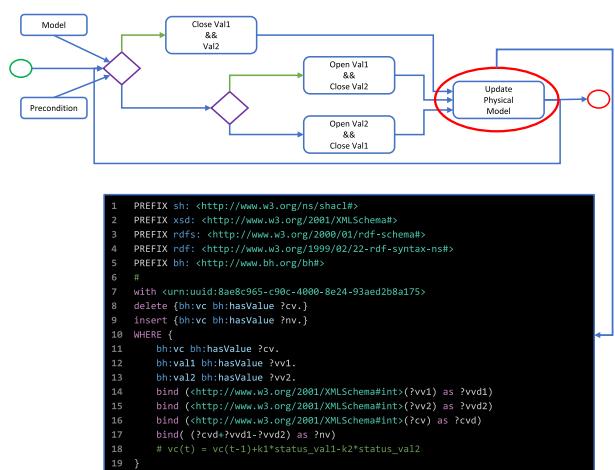 Model
Close Val1
&&
Val2
Open Val1
&&
Close Val2
Update
Physical
Model
Precondition
Open Val2
&&
Close Val1
1 PREFIX sh: <http://www.w3.org/ns/shacl#>
2 PREFIX xsd: <http://www.w3.org/2001/XMLSchema#>
3 PREFIX rdfs: <http://www.w3.org/2000/01/rdf-schema#>
4 PREFIX rdf: <http://www.w3.org/1999/02/22-rdf-syntax-ns#>
5 PREFIX bh: <http://www.bh.org/bh#>
6 #
7 with <urn:uuid:8ae8c965-c90c-4000-8e24-93aed2b8a175>
8 delete {bh:vc bh:hasValue ?cv.}
9 insert {bh:vc bh:hasValue ?nv.}
10 WHERE {
11 bh:vc bh:hasValue ?cv.
12 bh:val1 bh:hasValue ?vv1.
13 bh:val2 bh:hasValue ?vv2.
14 bind (<http://www.w3.org/2001/XMLSchema#int>(?vv1) as ?vvd1)
15 bind (<http://www.w3.org/2001/XMLSchema#int>(?vv2) as ?vvd2)
16 bind (<http://www.w3.org/2001/XMLSchema#int>(?cv) as ?cvd)
17 bind( (?cvd+?vvd1-?vvd2) as ?nv)
18 # vc(t) = vc(t-1)+k1*status_val1-k2*status_val2
19 }